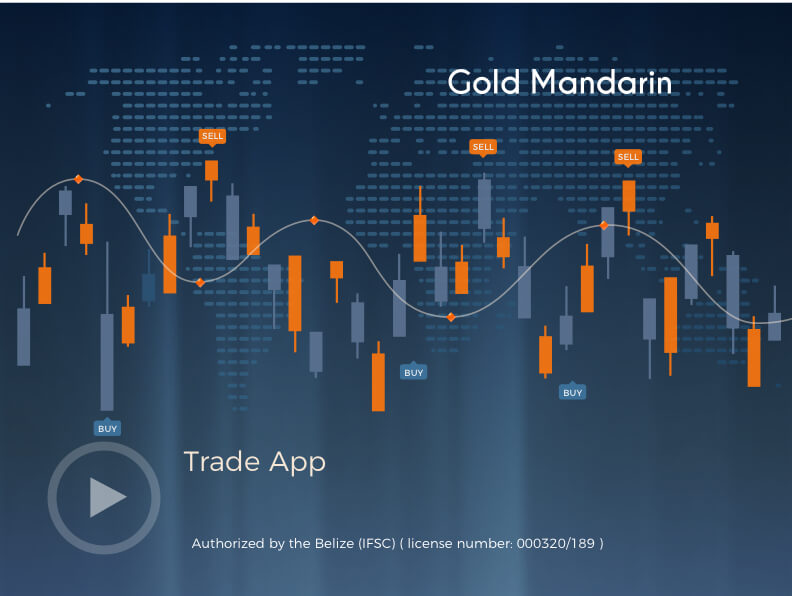 Gold Mandarin
SELL
SELL
SELL
BUY
BUY
BUY
Trade App
Authorized by the Belize (IFSC) ( license number: 000320/189 )